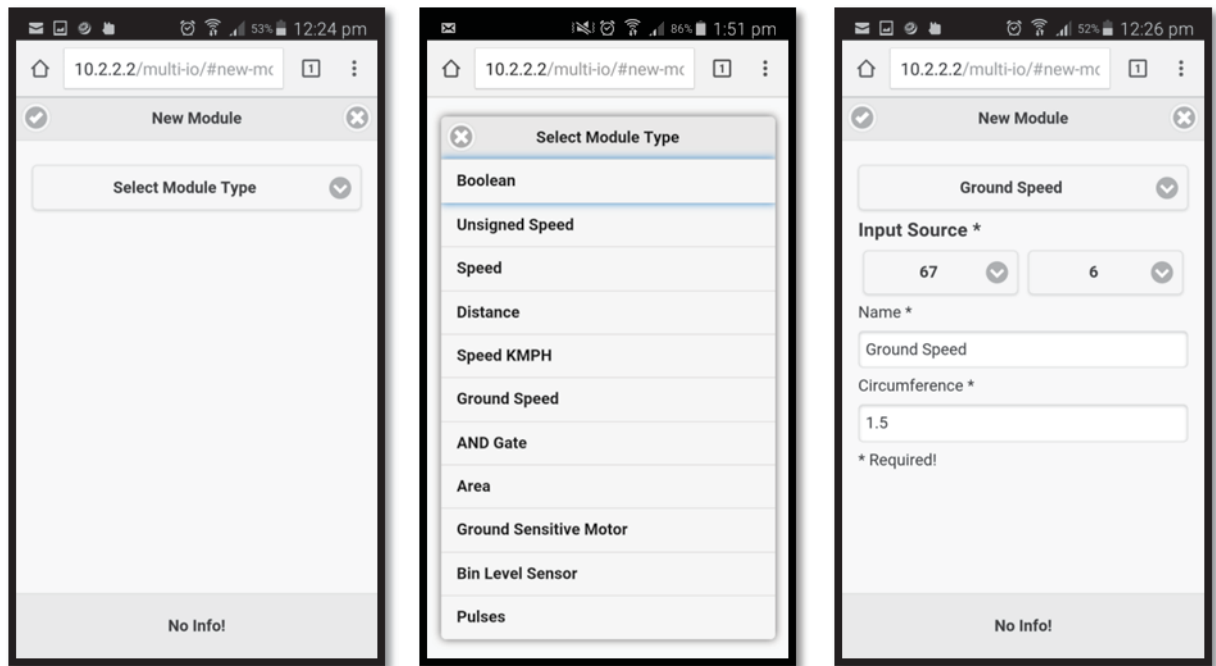 53% 12:24 pm
10.2.2.2/multi-io/#new-mc 1
New Module
Select Module Type
No Info!
86% 1:51 pm
10.2.2.2/multi-io/#new-mc 1
Select Module Type
Boolean
Unsigned Speed
Speed
Distance
Speed KMPH
Ground Speed
AND Gate
Area
Ground Sensitive Motor
Bin Level Sensor
Pulses
52% 12:26 pm
10.2.2.2/multi-io/#new-mc 1
New Module
Ground Speed
Input Source *
67 6
Name *
Ground Speed
Circumference *
1.5
* Required!
No Info!